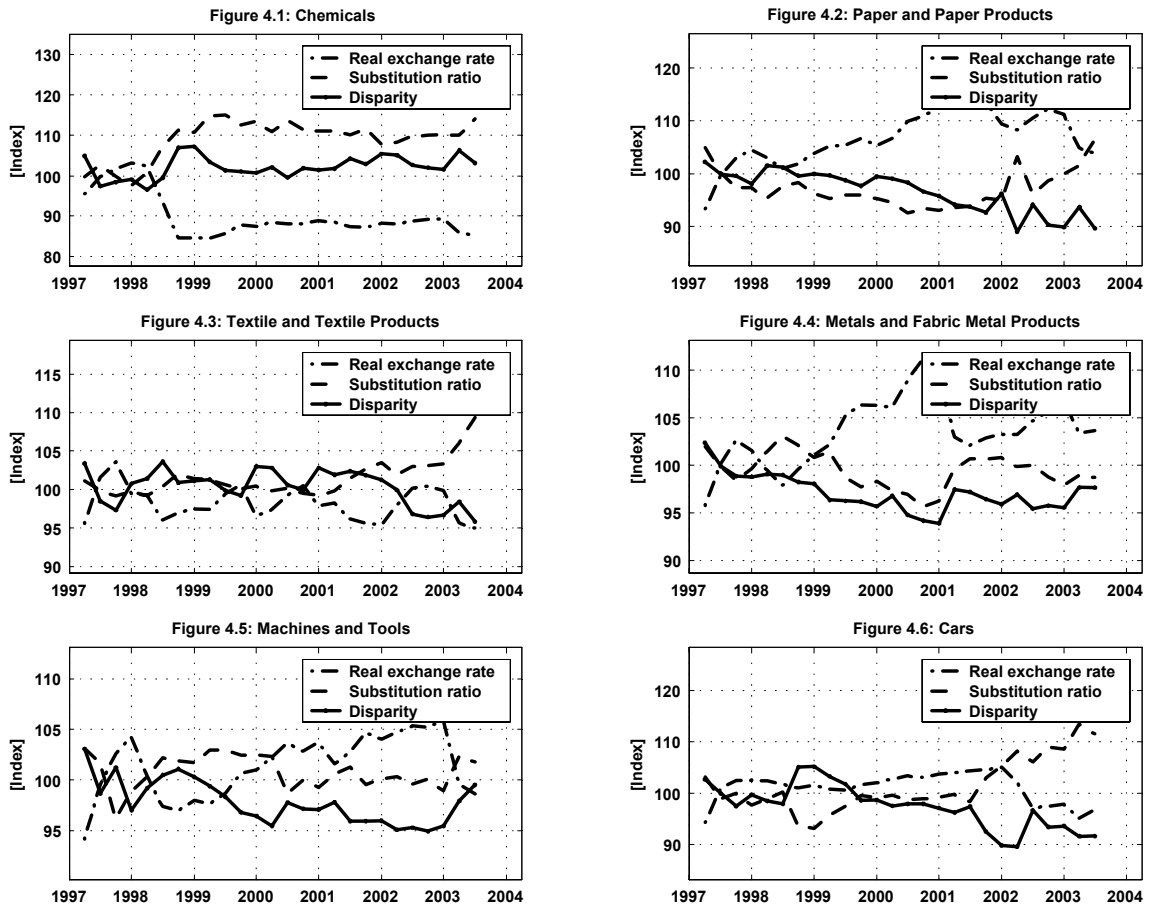 Figure 4.1: Chemicals
130
120
110
100
90
80
[Index]
Real exchange rate
Substitution ratio
Disparity
1997 1998 1999 2000 2001 2002 2003 2004
Figure 4.2: Paper and Paper Products
120
110
100
90
[Index]
Real exchange rate
Substitution ratio
Disparity
1997 1998 1999 2000 2001 2002 2003 2004
Figure 4.3: Textile and Textile Products
115
110
105
100
95
90
[Index]
Real exchange rate
Substitution ratio
Disparity
1997 1998 1999 2000 2001 2002 2003 2004
Figure 4.4: Metals and Fabric Metal Products
110
105
100
95
90
[Index]
Real exchange rate
Substitution ratio
Disparity
1997 1998 1999 2000 2001 2002 2003 2004
Figure 4.5: Machines and Tools
110
105
100
95
[Index]
Real exchange rate
Substitution ratio
Disparity
1997 1998 1999 2000 2001 2002 2003 2004
Figure 4.6: Cars
120
110
100
90
[Index]
Real exchange rate
Substitution ratio
Disparity
1997 1998 1999 2000 2001 2002 2003 2004